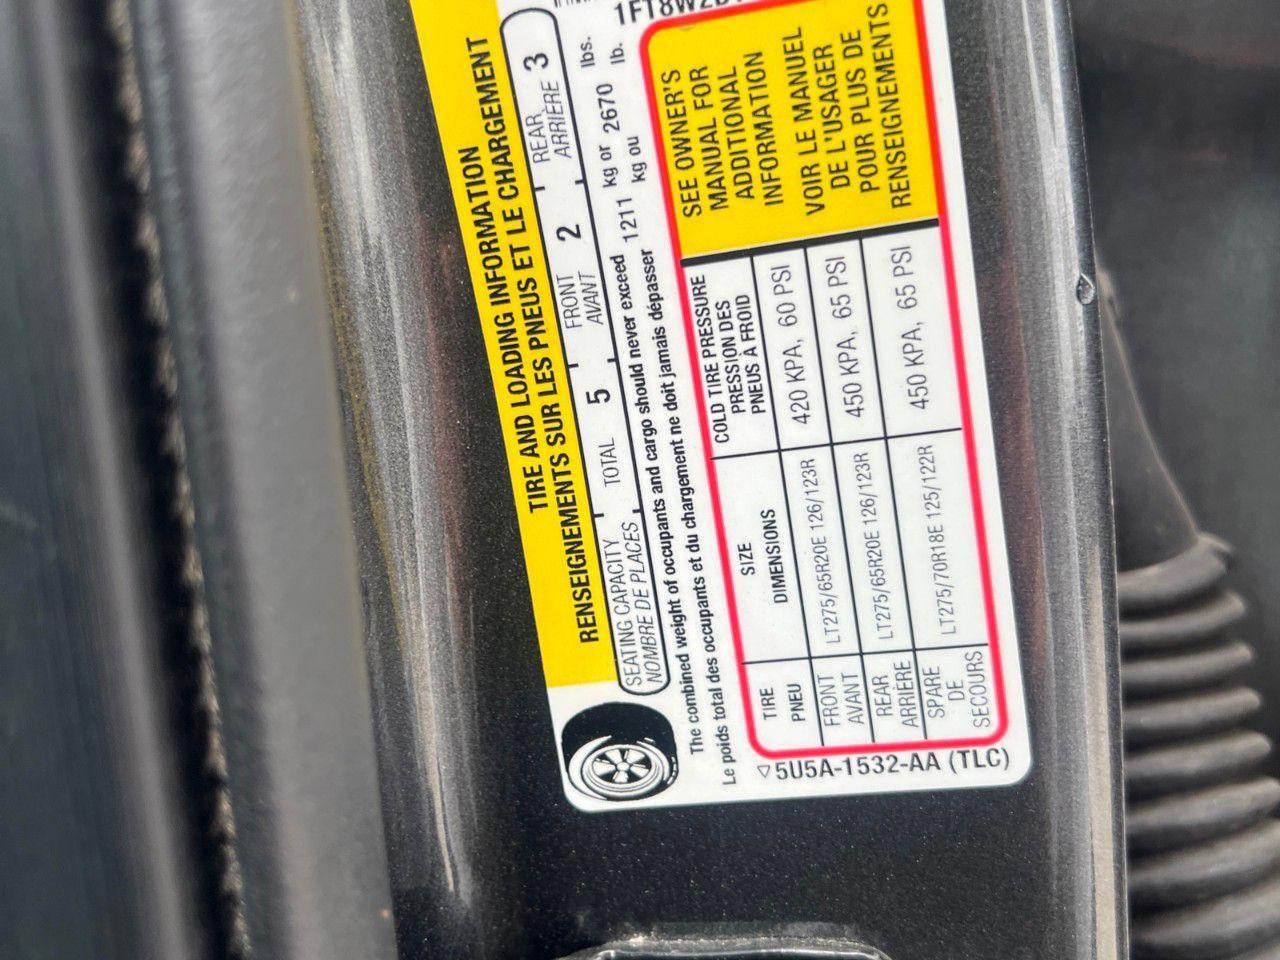 TIRE AND LOADING INFORMATION
RENSEIGNEMENTS SUR LES PNEUS ET LE CHARGEMENT
SEATING CAPACITY TOTAL 5 FRONT 2 REAR 3
NOMBRE DE PLACES AVANT ARRIÈRE
The combined weight of occupants and cargo should never exceed 1211 kg or 2670 lbs.
Le poids total des occupants et du chargement ne doit jamais dépasser kg ou lb.
TIRE SIZE COLD TIRE PRESSURE
PNEU DIMENSIONS PRESSION DES
PNEUS À FROID
FRONT LT275/65R20E 126/123R 420 KPA, 60 PSI
AVANT
REAR LT275/65R20E 126/123R 450 KPA, 65 PSI
ARRIÈRE
SPARE LT275/70R18E 125/122R 450 KPA, 65 PSI
DE
SECOURS
SEE OWNER'S
MANUAL FOR
ADDITIONAL
INFORMATION
VOIR LE MANUEL
DE L'USAGER
POUR PLUS DE
RENSEIGNEMENTS
5U5A-1532-AA (TLC)